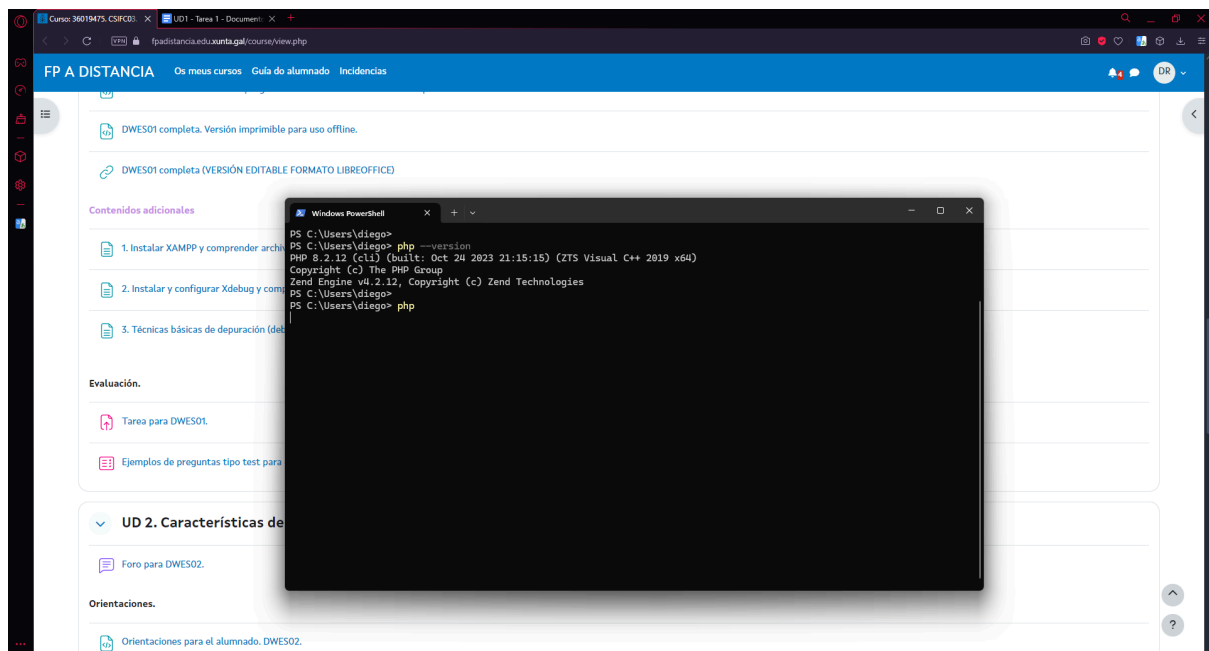 Curso: 36019475. CSIFC03.
UD1 - Tarea 1 - Documento
VPN
fpadistancia.edu.xunta.gal/course/view.php
FP A DISTANCIA
Os meus cursos
Guía do alumnado
Incidencias
4
DR
DWES01 completa. Versión imprimible para uso offline.
DWES01 completa (VERSIÓN EDITABLE FORMATO LIBREOFFICE)
Contenidos adicionales
1. Instalar XAMPP y comprender archi
2. Instalar y configurar Xdebug y comp
3. Técnicas básicas de depuración (deb
Evaluación.
Tarea para DWES01.
Ejemplos de preguntas tipo test para
UD 2. Características de
Foro para DWES02.
Orientaciones.
Orientaciones para el alumnado. DWES02.
?
Windows PowerShell
PS C:\Users\diego>
PS C:\Users\diego> php --version
PHP 8.2.12 (cli) (built: Oct 24 2023 21:15:15) (ZTS Visual C++ 2019 x64)
Copyright (c) The PHP Group
Zend Engine v4.2.12, Copyright (c) Zend Technologies
PS C:\Users\diego>
PS C:\Users\diego> php